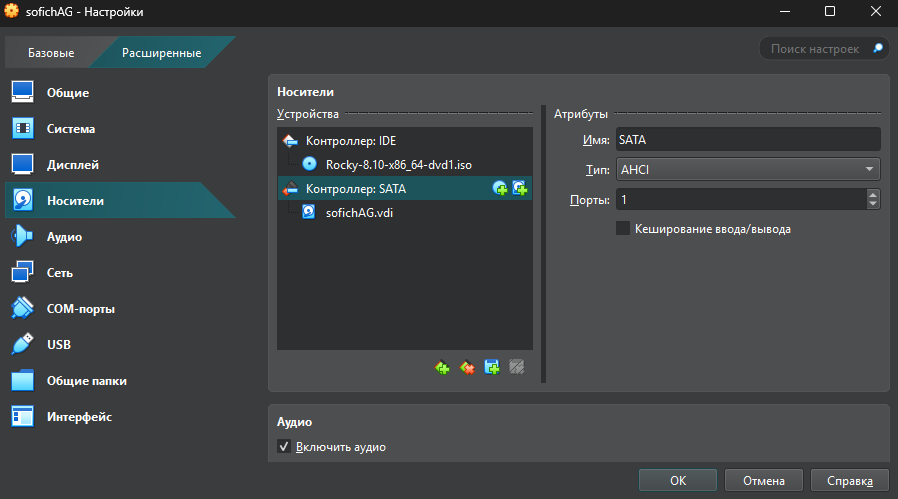 sofichAG - Настройки
Базовые
Расширенные
Поиск настроек
Общие
Система
Дисплей
Носители
Аудио
Сеть
COM-порты
USB
Общие папки
Интерфейс
Носители
Устройства
Контроллер: IDE
Rocky-8.10-x86_64-dvd1.iso
Контроллер: SATA
sofichAG.vdi
Атрибуты
Имя: SATA
Тип: AHCI
Порты: 1
Кеширование ввода/вывода
Аудио
Включить аудио
OK
Отмена
Справка